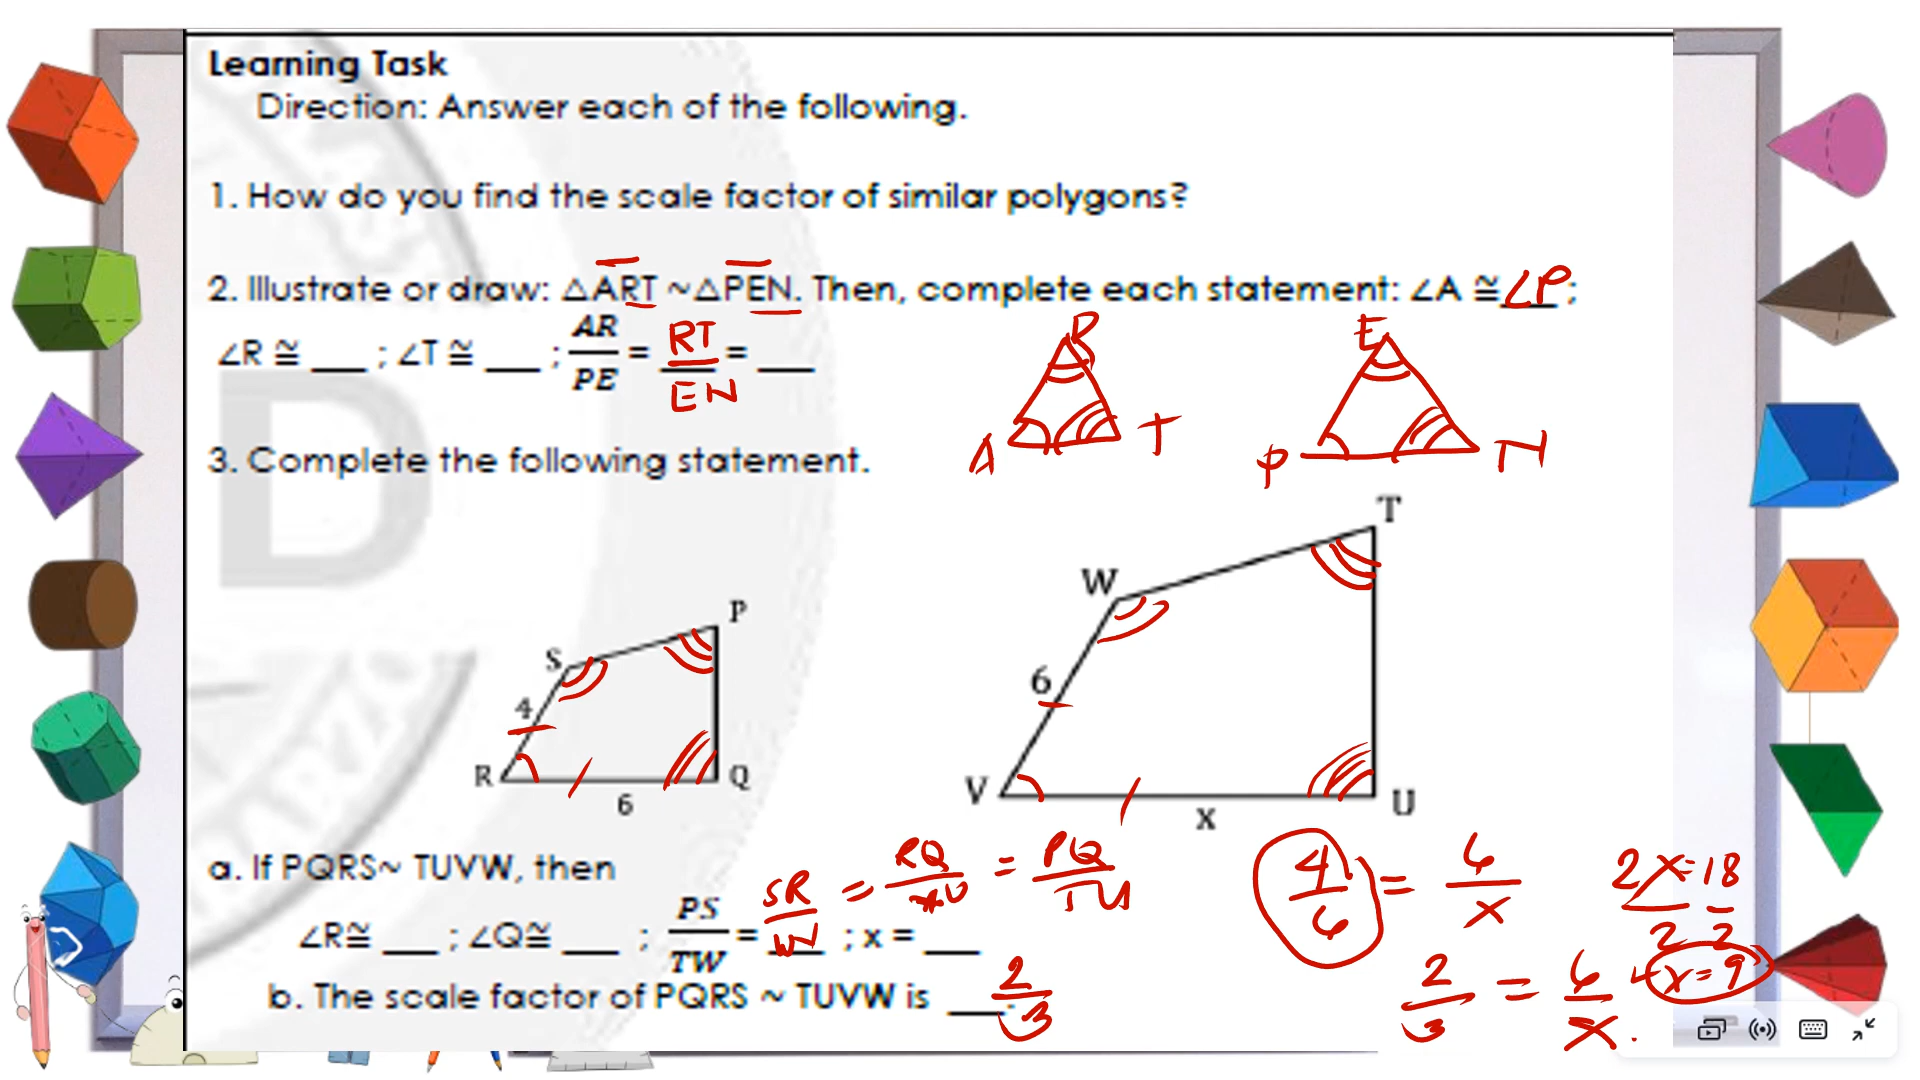 Learning Task
Direction: Answer each of the following.
1. How do you find the scale factor of similar polygons?
2. Illustrate or draw: △ART ~△PEN. Then, complete each statement: ∠A ≅ ∠P ;
∠R ≅ ___ ; ∠T ≅ ___ ; AR/PE = RT/EN = ___
R E
A T P N
3. Complete the following statement.
T
W
P
S
6
4
R Q V U
6 x
a. If PQRS~ TUVW, then
∠R≅ ___ ; ∠Q≅ ___ ; PS/TW = SR/ ; x = ___
= RQ/ = PQ/TU
4/6 = 6/x
2x=18
2 2
b. The scale factor of PQRS ~ TUVW is ___. 2/3
2/3 = 6/x
x=9